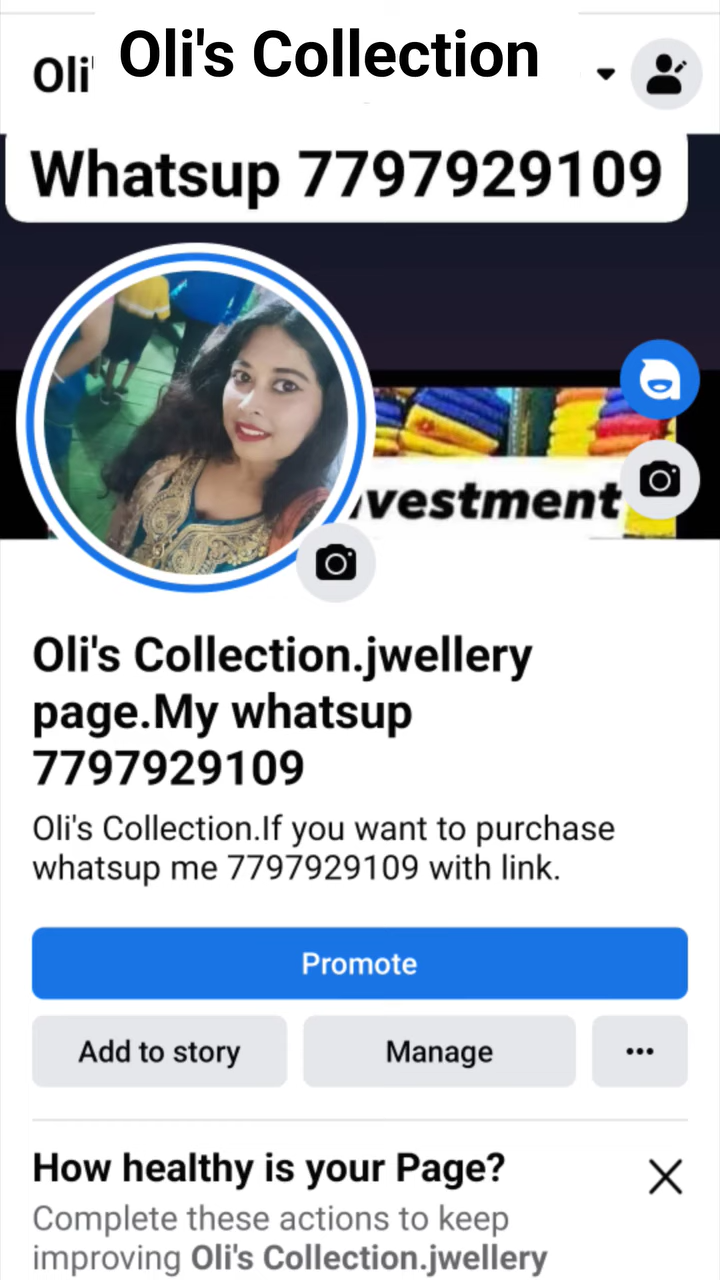 Oli'
Oli's Collection
Whatsup 7797929109
vestment
Oli's Collection.jwellery
page.My whatsup
7797929109
Oli's Collection.If you want to purchase
whatsup me 7797929109 with link.
Promote
Add to story
Manage
How healthy is your Page?
Complete these actions to keep
improving Oli's Collection.jwellery